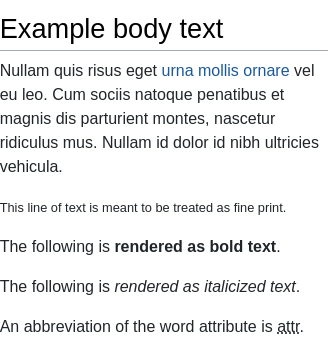 Example body text
Nullam quis risus eget urna mollis ornare vel
eu leo. Cum sociis natoque penatibus et
magnis dis parturient montes, nascetur
ridiculus mus. Nullam id dolor id nibh ultricies
vehicula.
This line of text is meant to be treated as fine print.
The following is rendered as bold text.
The following is rendered as italicized text.
An abbreviation of the word attribute is attr.